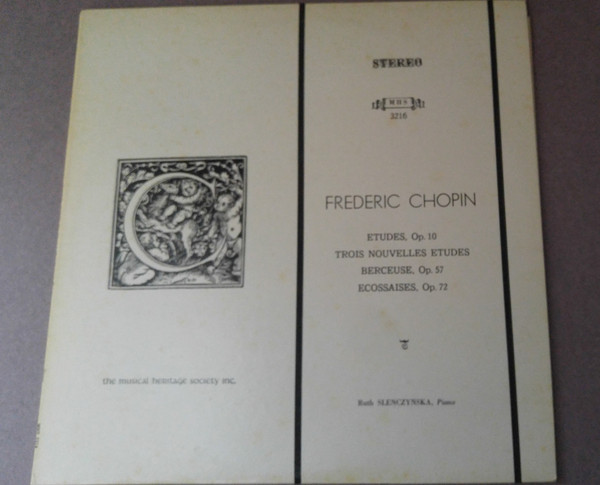 STEREO
MHS
3216
C
FREDERIC CHOPIN
ETUDES, Op. 10
TROIS NOUVELLES ETUDES
BERCEUSE, Op. 57
ECOSSAISES, Op. 72
the musical heritage society inc.
Ruth SLENCZYNSKA, Piano